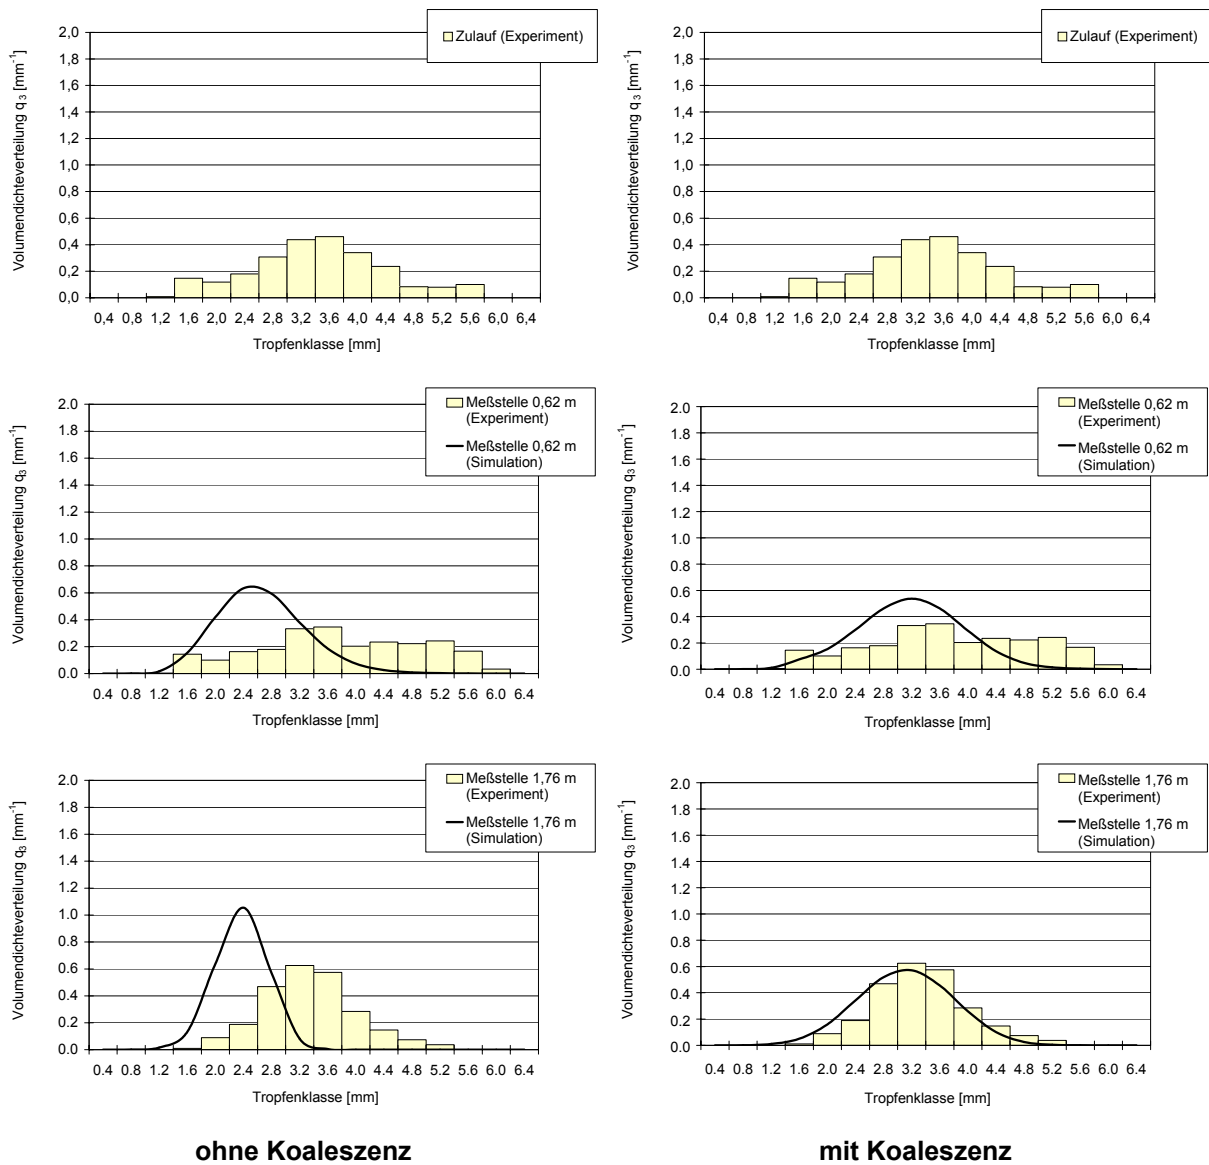 Volumendichteverteilung q3 [mm-1]
2,0
1,8
1,6
1,4
1,2
1,0
0,8
0,6
0,4
0,2
0,0
0,4 0,8 1,2 1,6 2,0 2,4 2,8 3,2 3,6 4,0 4,4 4,8 5,2 5,6 6,0 6,4
Tropfenklasse [mm]
Zulauf (Experiment)
Volumendichteverteilung q3 [mm-1]
2,0
1,8
1,6
1,4
1,2
1,0
0,8
0,6
0,4
0,2
0,0
0,4 0,8 1,2 1,6 2,0 2,4 2,8 3,2 3,6 4,0 4,4 4,8 5,2 5,6 6,0 6,4
Tropfenklasse [mm]
Zulauf (Experiment)
Volumendichteverteilung q3 [mm-1]
2.0
1.8
1.6
1.4
1.2
1.0
0.8
0.6
0.4
0.2
0.0
0.4 0.8 1.2 1.6 2.0 2.4 2.8 3.2 3.6 4.0 4.4 4.8 5.2 5.6 6.0 6.4
Tropfenklasse [mm]
Meßstelle 0,62 m
(Experiment)
Meßstelle 0,62 m
(Simulation)
Volumendichteverteilung q3 [mm-1]
2.0
1.8
1.6
1.4
1.2
1.0
0.8
0.6
0.4
0.2
0.0
0.4 0.8 1.2 1.6 2.0 2.4 2.8 3.2 3.6 4.0 4.4 4.8 5.2 5.6 6.0 6.4
Tropfenklasse [mm]
Meßstelle 0,62 m
(Experiment)
Meßstelle 0,62 m
(Simulation)
Volumendichteverteilung q3 [mm-1]
2.0
1.8
1.6
1.4
1.2
1.0
0.8
0.6
0.4
0.2
0.0
0.4 0.8 1.2 1.6 2.0 2.4 2.8 3.2 3.6 4.0 4.4 4.8 5.2 5.6 6.0 6.4
Tropfenklasse [mm]
Meßstelle 1,76 m
(Experiment)
Meßstelle 1,76 m
(Simulation)
Volumendichteverteilung q3 [mm-1]
2.0
1.8
1.6
1.4
1.2
1.0
0.8
0.6
0.4
0.2
0.0
0.4 0.8 1.2 1.6 2.0 2.4 2.8 3.2 3.6 4.0 4.4 4.8 5.2 5.6 6.0 6.4
Tropfenklasse [mm]
Meßstelle 1,76 m
(Experiment)
Meßstelle 1,76 m
(Simulation)
ohne Koaleszenz
mit Koaleszenz